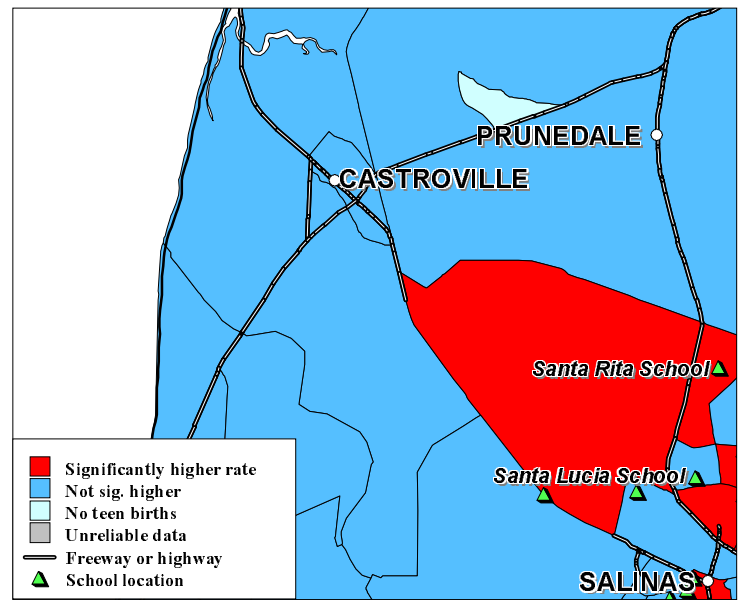 PRUNEDALE
CASTROVILLE
Santa Rita School
Santa Lucia School
SALINAS
Significantly higher rate
Not sig. higher
No teen births
Unreliable data
Freeway or highway
School location